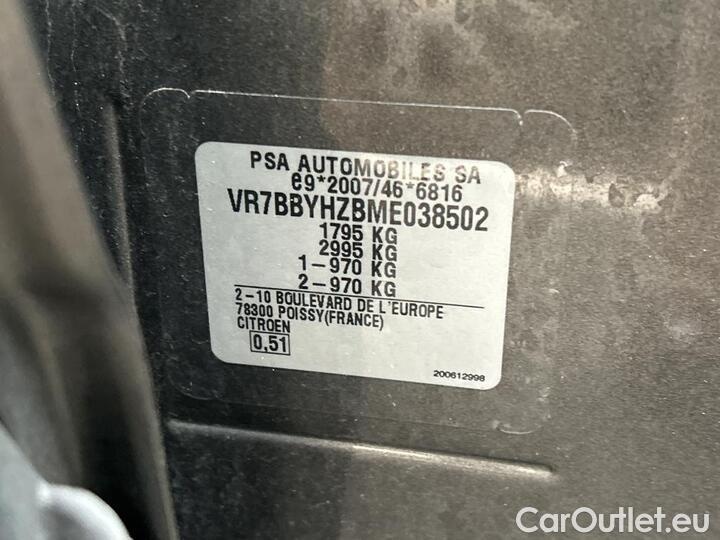 PSA AUTOMOBILES SA
e9*2007/46*6816
VR7BBYHZBME038502
1795 KG
2995 KG
1-970 KG
2-970 KG
2-10 BOULEVARD DE L'EUROPE
78300 POISSY(FRANCE)
CITROEN
0,51
200612998
CarOutlet.eu